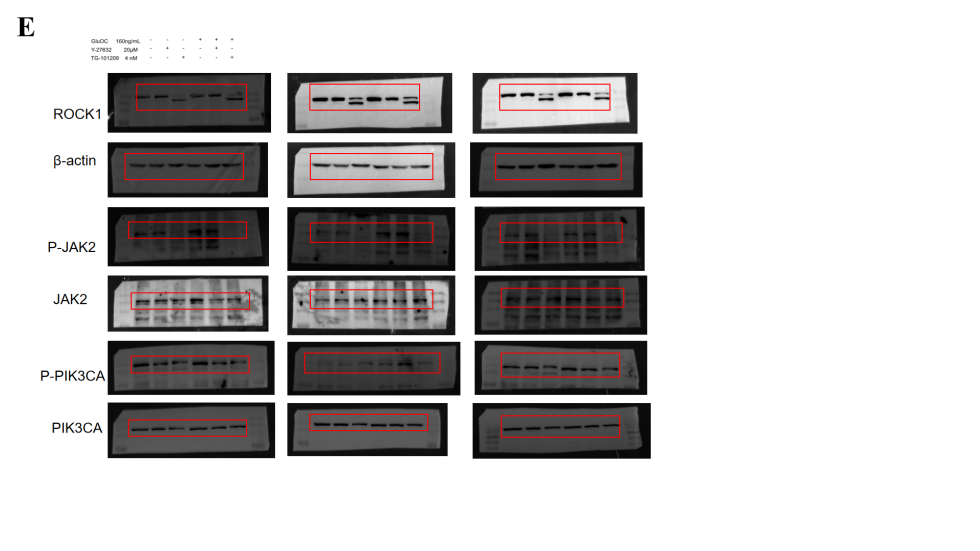 E
GluOC 160ng/mL - - - + + +
Y-27632 20μM - + - - + -
TG-101209 4 nM - - + - - +
ROCK1
β-actin
P-JAK2
JAK2
P-PIK3CA
PIK3CA